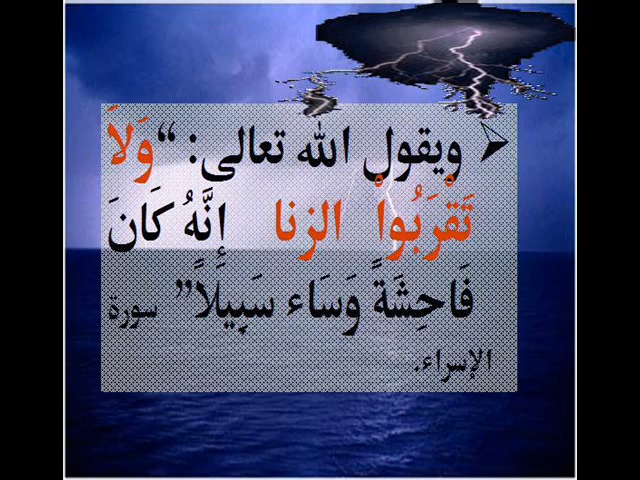 ويقول الله تعالى: “وَلاَ
تَقْرَبُواْ الزنا إِنَّهُ كَانَ
فَاحِشَةً وَسَاء سَبِيلاً” سورة
الإسراء.